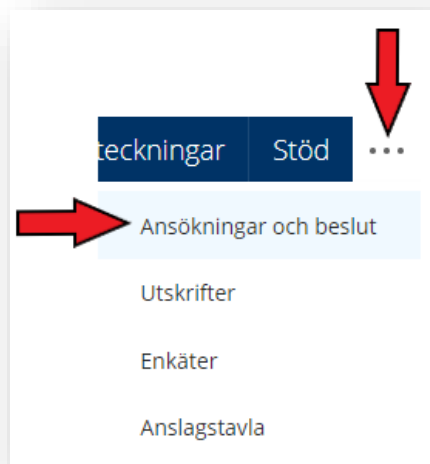 teckningar Stöd ...
Ansökningar och beslut
Utskrifter
Enkäter
Anslagstavla